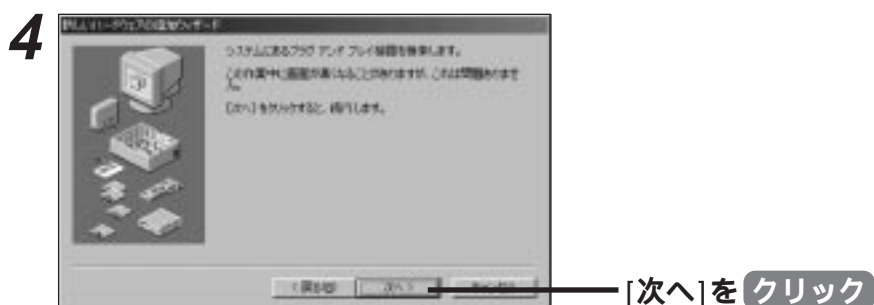 4
新しいハードウェアの追加ウィザード
システムにあるプラグ アンド プレイ機器を検索します。
この作業中に画面が黒くなることがありますが、これは問題ありませ
ん。
[次へ] をクリックすると、続行します。
< 戻る(B)
次へ >
キャンセル
[次へ]を クリック